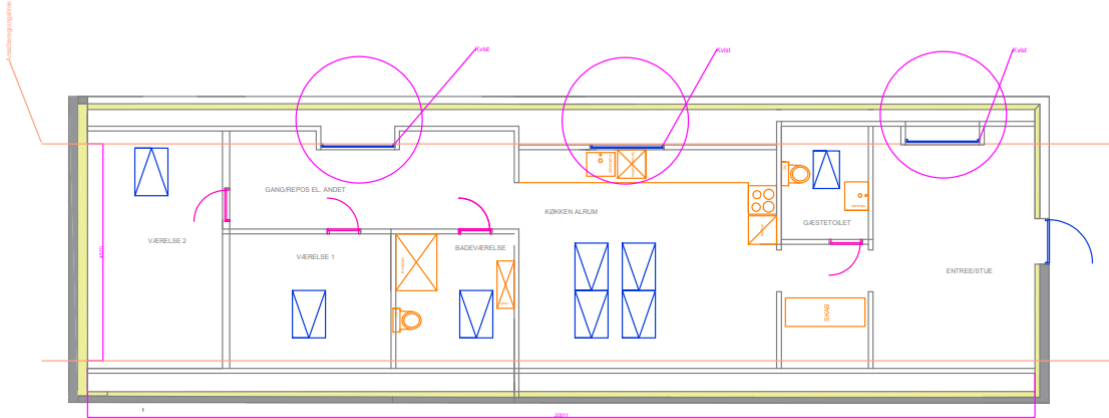 Kvist
Kvist
Kvist
GANG/REPOS EL. ANDET
KØKKEN ALRUM
GÆSTETOILET
VÆRELSE 2
VÆRELSE 1
BADEVÆRELSE
ENTREE/STUE
SKAB